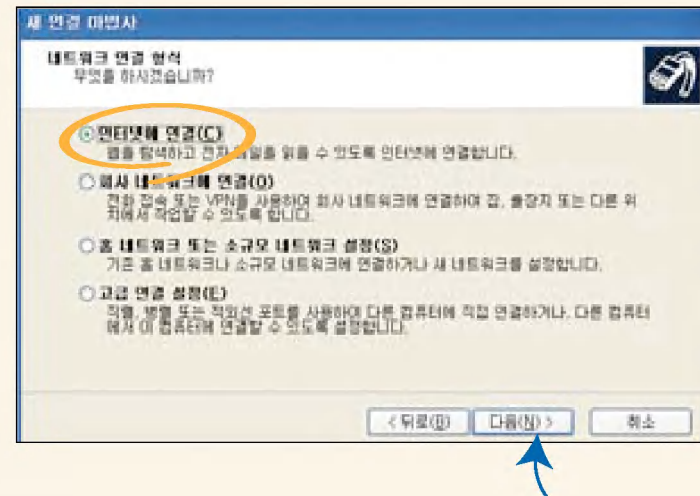 새 연결 마법사
네트워크 연결 형식
무엇을 하시겠습니까?
인터넷에 연결(C)
웹을 탐색하고 전자 메일을 읽을 수 있도록 인터넷에 연결합니다.
회사 네트워크에 연결(O)
전화 접속 또는 VPN을 사용하여 회사 네트워크에 연결하여 집, 출장지 또는 다른 위
치에서 작업할 수 있도록 합니다.
홈 네트워크 또는 소규모 네트워크 설정(S)
기존 홈 네트워크나 소규모 네트워크에 연결하거나 새 네트워크를 설정합니다.
고급 연결 설정(E)
직렬, 병렬 또는 적외선 포트를 사용하여 다른 컴퓨터에 직접 연결하거나, 다른 컴퓨터
에서 이 컴퓨터에 연결할 수 있도록 설정합니다.
< 뒤로(B) 다음(N) > 취소